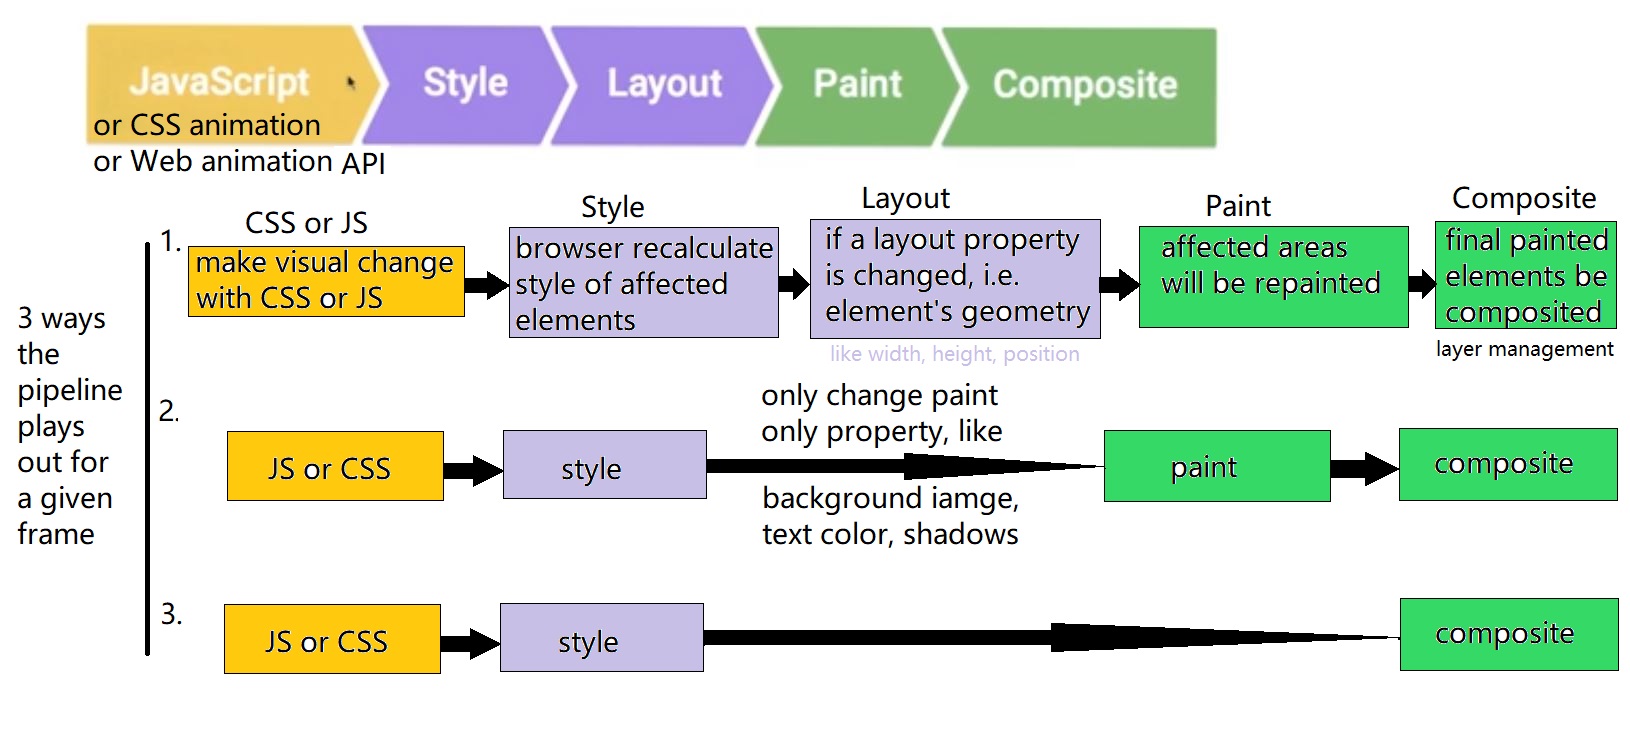 JavaScript
Style
Layout
Paint
Composite
or CSS animation
or Web animation API
3 ways
the
pipeline
plays
out for
a given
frame
1.
CSS or JS
make visual change
with CSS or JS
Style
browser recalculate
style of affected
elements
Layout
if a layout property
is changed, i.e.
element's geometry
like width, height, position
Paint
affected areas
will be repainted
Composite
final painted
elements be
composited
layer management
2.
JS or CSS
style
only change paint
only property, like
background iamge,
text color, shadows
paint
composite
3.
JS or CSS
style
composite